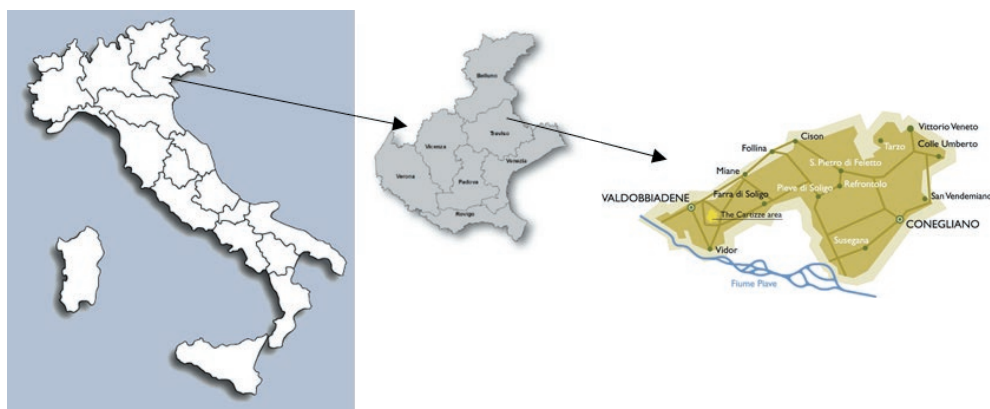 Belluno
Treviso
Vicenza
Venezia
Verona
Padova
Rovigo
Vittorio Veneto
Cison
Colle Umberto
Tarzo
Follina
S. Pietro di Feletto
Miane
Refrontolo
Farra di Soligo
Pieve di Soligo
San Vendemiano
VALDOBBIADENE
The Cartizze area
CONEGLIANO
Susegana
Vidor
Fiume Piave